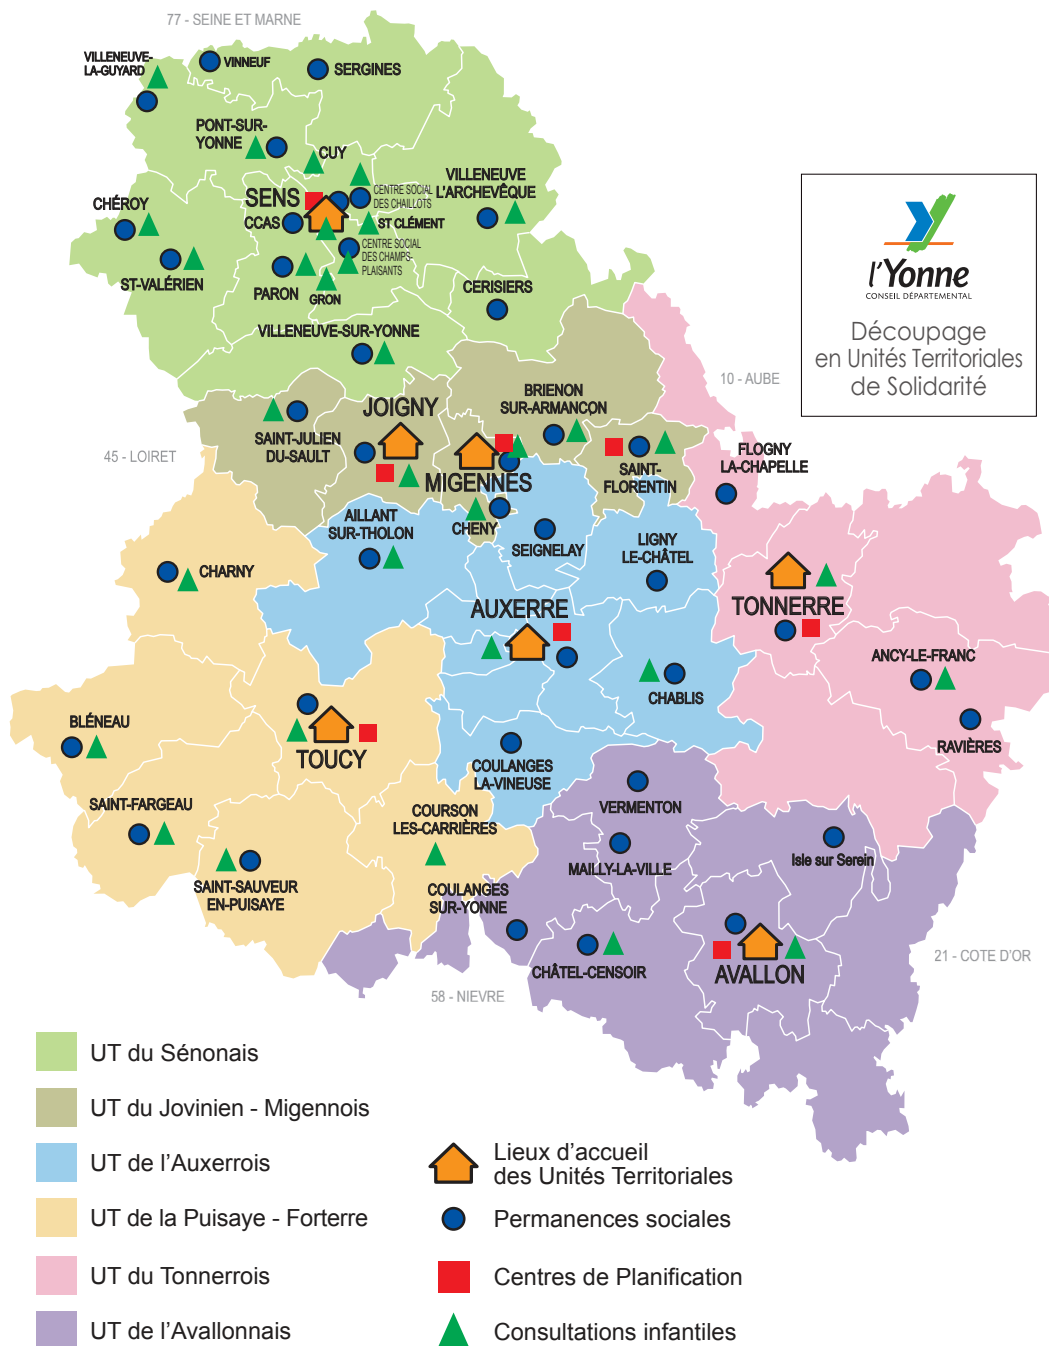 77 - SEINE ET MARNE
VILLENEUVE-
LA-GUYARD
VINNEUF
SERGINES
PONT-SUR-
YONNE
CUY
VILLENEUVE
L'ARCHEVÊQUE
CHÉROY
SENS
CENTRE SOCIAL
DES CHAILLOTS
CCAS
ST CLÉMENT
CENTRE SOCIAL
DES CHAMPS-
PLAISANTS
ST-VALÉRIEN
PARON
GRON
CERISIERS
VILLENEUVE-SUR-YONNE
l'Yonne
CONSEIL DÉPARTEMENTAL
Découpage
en Unités Territoriales
de Solidarité
10 - AUBE
45 - LOIRET
JOIGNY
BRIENON
SUR-ARMANÇON
SAINT-JULIEN
DU-SAULT
MIGENNES
SAINT-
FLORENTIN
FLOGNY
LA-CHAPELLE
AILLANT
SUR-THOLON
CHENY
SEIGNELAY
LIGNY
LE-CHÂTEL
CHARNY
AUXERRE
TONNERRE
ANCY-LE-FRANC
CHABLIS
BLÉNEAU
TOUCY
RAVIÈRES
COULANGES
LA-VINEUSE
SAINT-FARGEAU
COURSON
LES-CARRIÈRES
VERMENTON
MAILLY-LA-VILLE
Isle sur Serein
SAINT-SAUVEUR
EN-PUISAYE
COULANGES
SUR-YONNE
CHÂTEL-CENSOIR
AVALLON
21 - COTE D'OR
58 - NIEVRE
UT du Sénonais
UT du Jovinien - Migennois
UT de l'Auxerrois
UT de la Puisaye - Forterre
UT du Tonnerrois
UT de l'Avallonnais
Lieux d'accueil
des Unités Territoriales
Permanences sociales
Centres de Planification
Consultations infantiles